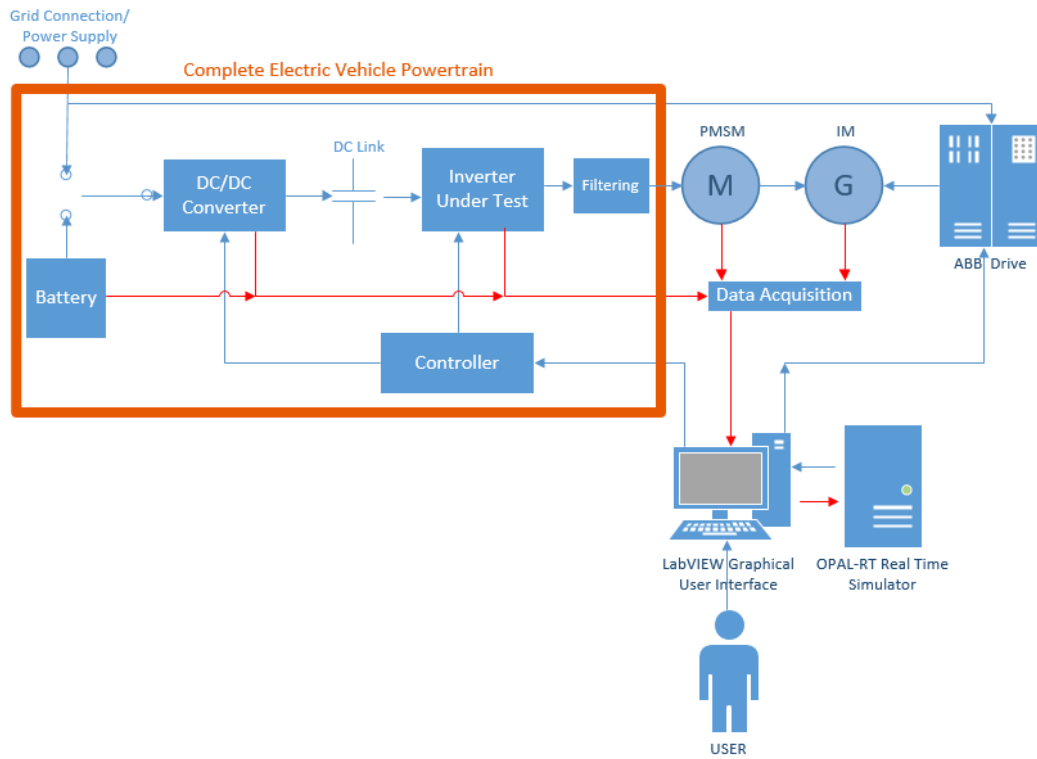 Grid Connection/
Power Supply
Complete Electric Vehicle Powertrain
DC Link
PMSM
IM
DC/DC
Converter
Inverter
Under Test
Filtering
M
G
ABB Drive
Battery
Data Acquisition
Controller
LabVIEW Graphical
User Interface
OPAL-RT Real Time
Simulator
USER